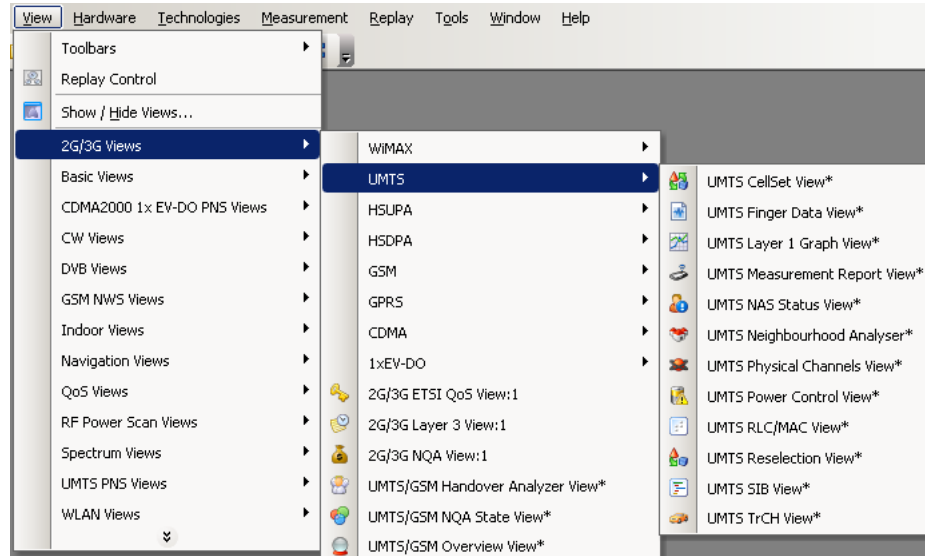 View Hardware Technologies Measurement Replay Tools Window Help
Toolbars
Replay Control
Show / Hide Views...
2G/3G Views
Basic Views
CDMA2000 1x EV-DO PNS Views
CW Views
DVB Views
GSM NWS Views
Indoor Views
Navigation Views
QoS Views
RF Power Scan Views
Spectrum Views
UMTS PNS Views
WLAN Views
WiMAX
UMTS
HSUPA
HSDPA
GSM
GPRS
CDMA
1xEV-DO
2G/3G ETSI QoS View:1
2G/3G Layer 3 View:1
2G/3G NQA View:1
UMTS/GSM Handover Analyzer View*
UMTS/GSM NQA State View*
UMTS/GSM Overview View*
UMTS CellSet View*
UMTS Finger Data View*
UMTS Layer 1 Graph View*
UMTS Measurement Report View*
UMTS NAS Status View*
UMTS Neighbourhood Analyser*
UMTS Physical Channels View*
UMTS Power Control View*
UMTS RLC/MAC View*
UMTS Reselection View*
UMTS SIB View*
UMTS TrCH View*